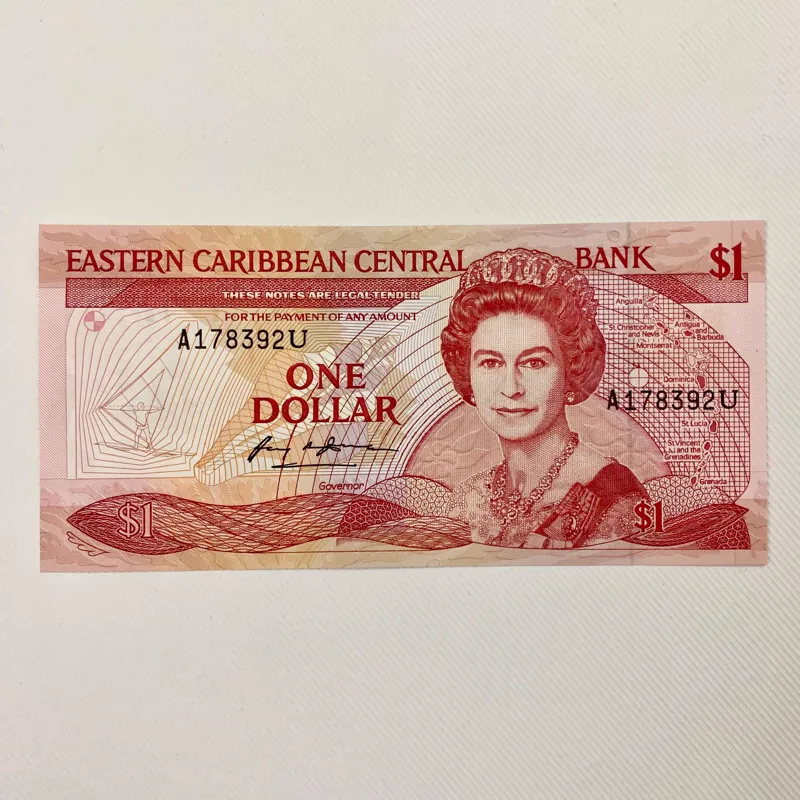 EASTERN CARIBBEAN CENTRAL BANK $1
THESE NOTES ARE LEGAL TENDER
FOR THE PAYMENT OF ANY AMOUNT
A178392U
ONE
DOLLAR
Governor
$1
Anguilla
St.Christopher
and Nevis
Antigua
and
Barbuda
Montserrat
Dominica
A178392U
St Lucia
St.Vincent
and the
Grenadines
Grenada
$1